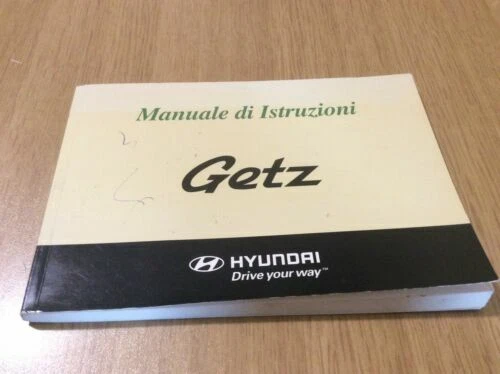 Manuale di Istruzioni
Getz
HYUNDAI
Drive your way™